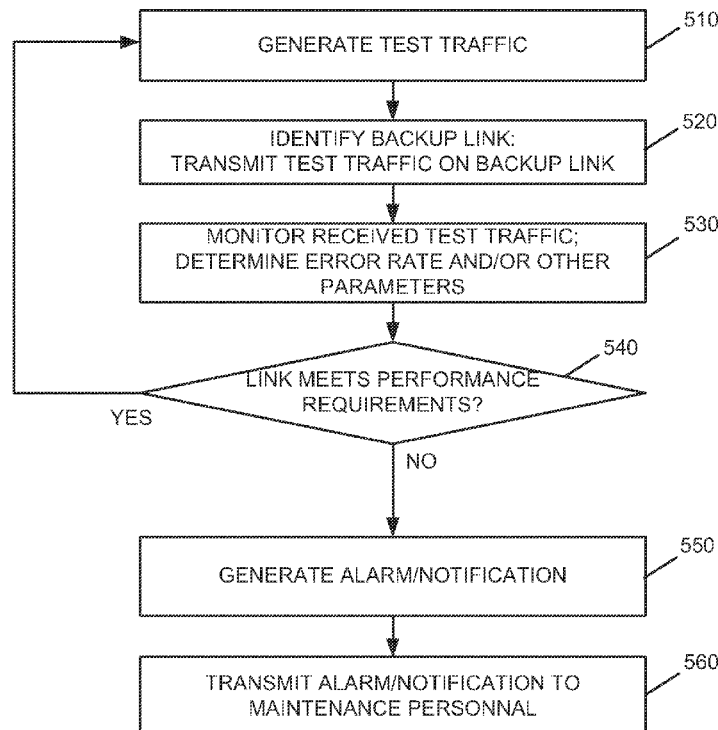 510
GENERATE TEST TRAFFIC
520
IDENTIFY BACKUP LINK:
TRANSMIT TEST TRAFFIC ON BACKUP LINK
530
MONITOR RECEIVED TEST TRAFFIC;
DETERMINE ERROR RATE AND/OR OTHER
PARAMETERS
540
LINK MEETS PERFORMANCE
REQUIREMENTS?
YES
NO
550
GENERATE ALARM/NOTIFICATION
560
TRANSMIT ALARM/NOTIFICATION TO
MAINTENANCE PERSONNAL